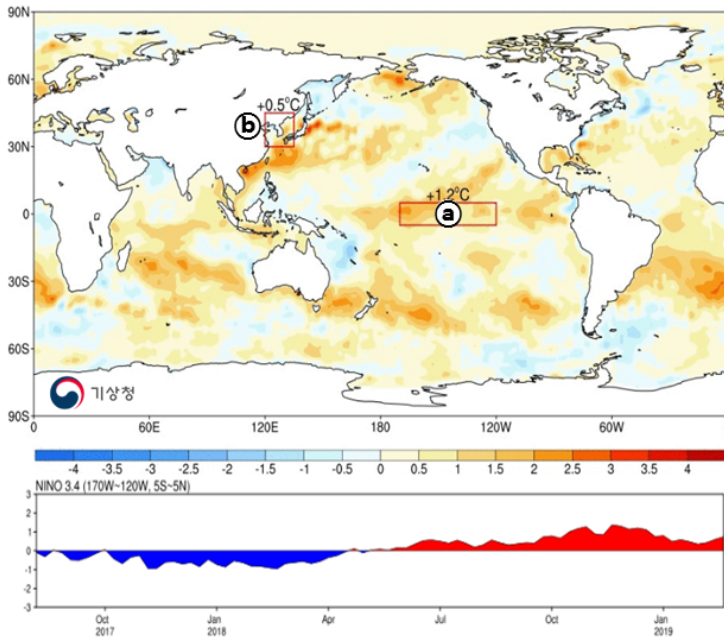 90N
60N
30N
0
30S
60S
90S
+0.5°C
ⓑ
+1.2°C
ⓐ
기상청
0 60E 120E 180 120W 60W
-4 -3.5 -3 -2.5 -2 -1.5 -1 -0.5 0 0.5 1 1.5 2 2.5 3 3.5 4
NINO 3.4 (170W~120W, 5S~5N)
3
2
1
0
-1
-2
-3
Oct Jan Apr Jul Oct Jan
2017 2018 2019